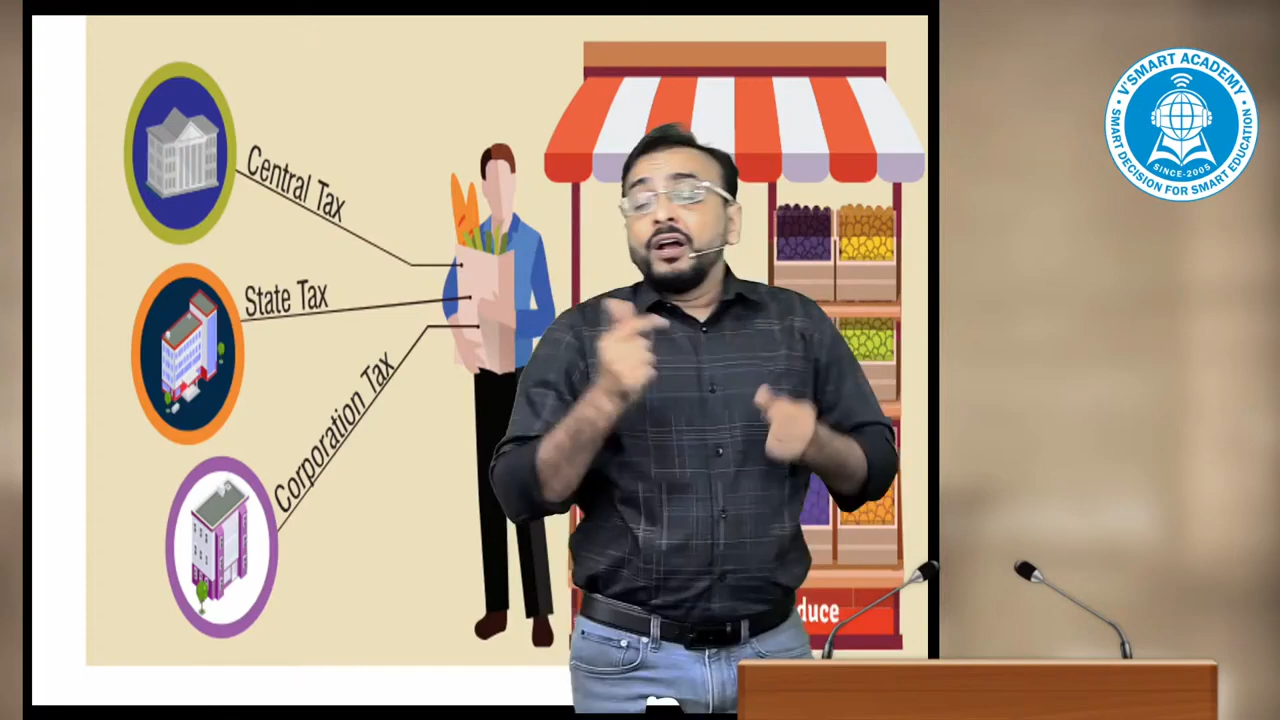 Central Tax
State Tax
Corporation Tax
duce
V'SMART ACADEMY
SINCE-2005
SMART DECISION FOR SMART EDUCATION